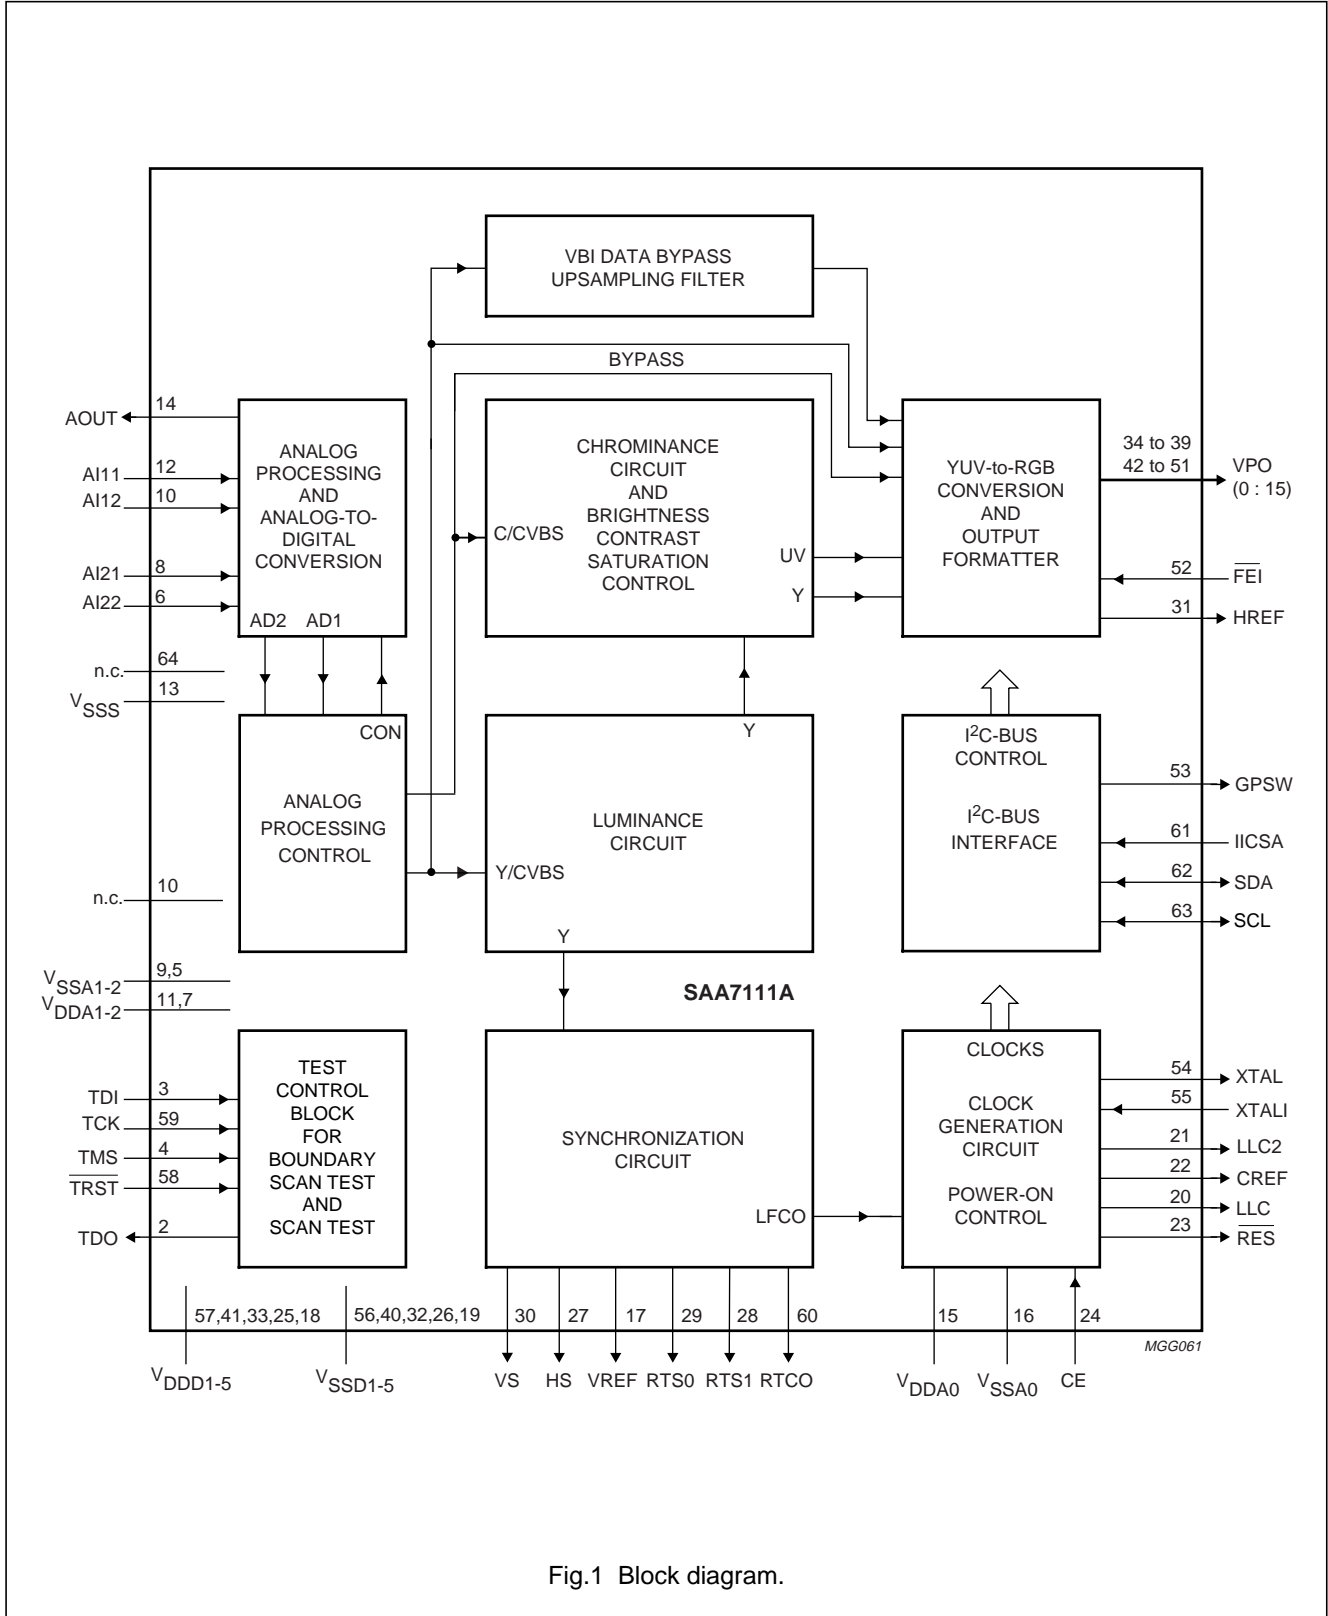 VBI DATA BYPASS
UPSAMPLING FILTER
BYPASS
AOUT
14
AI11
12
AI12
10
AI21
8
AI22
6
ANALOG
PROCESSING
AND
ANALOG-TO-
DIGITAL
CONVERSION
AD2
AD1
CHROMINANCE
CIRCUIT
AND
BRIGHTNESS
CONTRAST
SATURATION
CONTROL
C/CVBS
UV
Y
YUV-to-RGB
CONVERSION
AND
OUTPUT
FORMATTER
34 to 39
42 to 51
VPO
(0 : 15)
52
FEI
31
HREF
n.c.
64
VSSS
13
CON
ANALOG
PROCESSING
CONTROL
n.c.
10
Y
LUMINANCE
CIRCUIT
Y/CVBS
Y
I2C-BUS
CONTROL
I2C-BUS
INTERFACE
53
GPSW
61
IICSA
62
SDA
63
SCL
VSSA1-2
9,5
VDDA1-2
11,7
SAA7111A
TDI
3
TCK
59
TMS
4
TRST
58
TDO
2
TEST
CONTROL
BLOCK
FOR
BOUNDARY
SCAN TEST
AND
SCAN TEST
SYNCHRONIZATION
CIRCUIT
LFCO
CLOCKS
CLOCK
GENERATION
CIRCUIT
POWER-ON
CONTROL
54
XTAL
55
XTALI
21
LLC2
22
CREF
20
LLC
23
RES
57,41,33,25,18
56,40,32,26,19
30
27
17
29
28
60
15
16
24
MGG061
VDDD1-5
VSSD1-5
VS
HS
VREF
RTS0
RTS1
RTCO
VDDA0
VSSA0
CE
Fig.1 Block diagram.